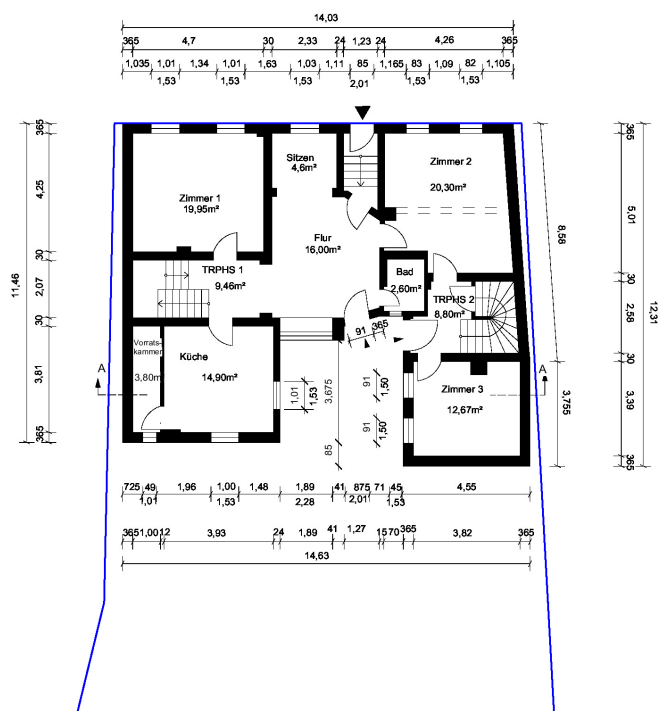 14,03
365 4,7 30 2,33 24 1,23 24 4,26 365
1,035 1,01 1,34 1,01 1,63 1,03 1,11 85 1,165 83 1,09 82 1,105
1,53 1,53 1,53 2,01 1,53 1,53
365 4,25 30 2,07 30 3,81 365
11,46
Sitzen
4,6m²
Zimmer 1
19,95m²
Zimmer 2
20,30m²
Flur
16,00m²
TRPHS 1
9,46m²
Bad
2,60m²
TRPHS 2
8,80m²
Vorrats-
kammer
3,80m²
Küche
14,90m²
Zimmer 3
12,67m²
A
A
91 365
1,01
1,53
3,675
85
91
1,50
91
1,50
8,58
3,755
365 5,01 30 2,58 30 3,39 365
12,31
725 49 1,96 1,00 1,48 1,89 41 875 71 45 4,55
1,01 1,53 2,28 2,01 1,53
365 1,00 12 3,93 24 1,89 41 1,27 15 70 365 3,82 365
14,63